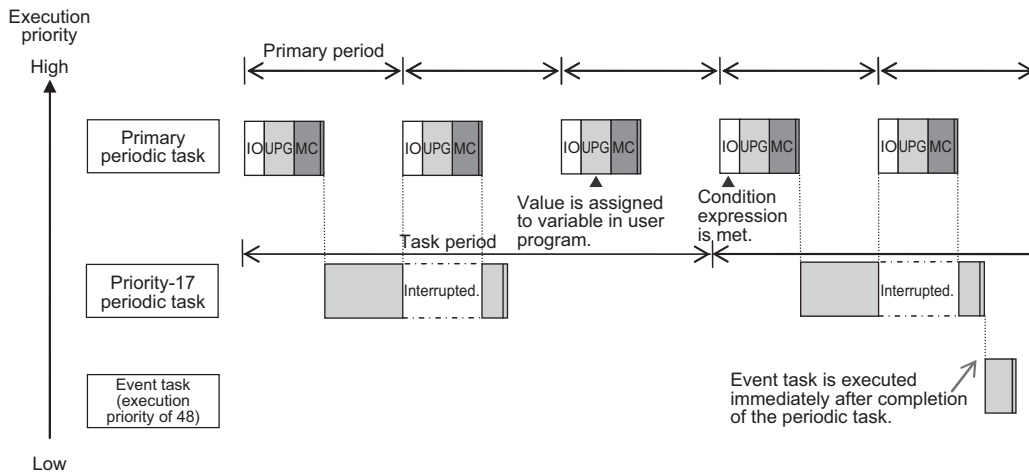 Execution
priority
High
Primary period
Primary
periodic task
IO UPG MC
IO UPG MC
IO UPG MC
IO UPG MC
IO UPG MC
Value is assigned
to variable in user
program.
Condition
expression
is met.
Task period
Priority-17
periodic task
Interrupted.
Interrupted.
Event task
(execution
priority of 48)
Event task is executed
immediately after completion
of the periodic task.
Low